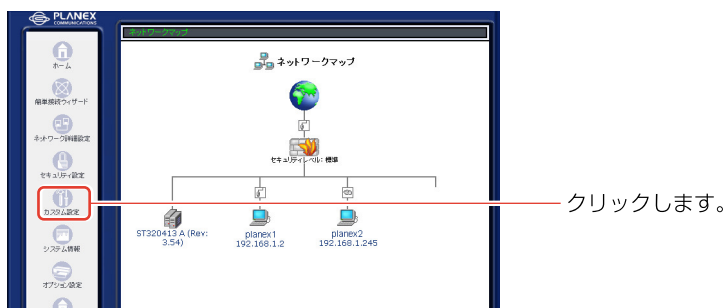 PLANEX
COMMUNICATIONS
ネットワークマップ
ネットワークマップ
ホーム
簡単接続ウィザード
ネットワーク詳細設定
セキュリティ設定
セキュリティレベル: 標準
カスタム設定
クリックします。
ST320413 A (Rev:
3.54)
planex1
192.168.1.2
planex2
192.168.1.245
システム情報
オプション設定